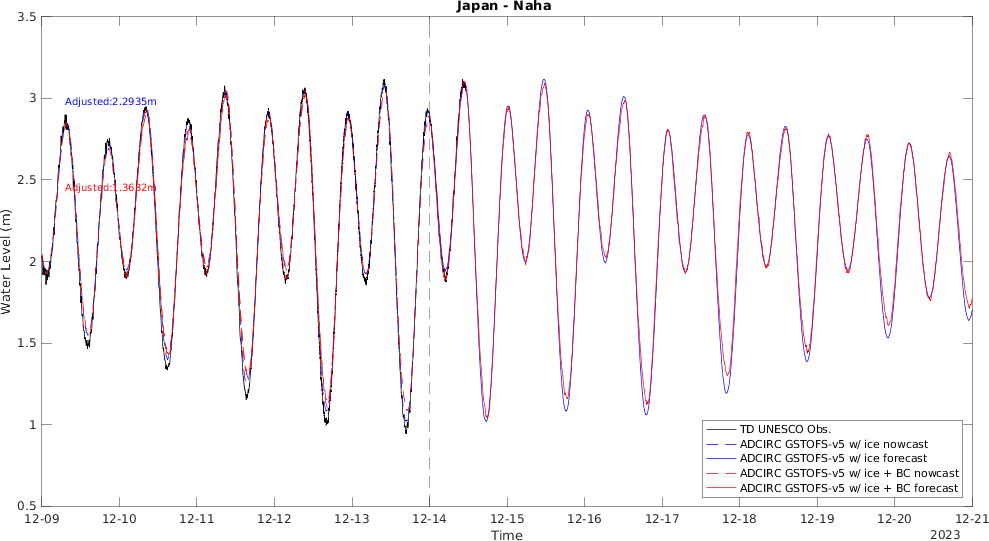 Japan - Naha
3.5
3
2.5
2
1.5
1
0.5
Water Level (m)
Adjusted:2.2935m
Adjusted:1.3632m
TD UNESCO Obs.
ADCIRC GSTOFS-v5 w/ ice nowcast
ADCIRC GSTOFS-v5 w/ ice forecast
ADCIRC GSTOFS-v5 w/ ice + BC nowcast
ADCIRC GSTOFS-v5 w/ ice + BC forecast
12-09 12-10 12-11 12-12 12-13 12-14 12-15 12-16 12-17 12-18 12-19 12-20 12-21
Time
2023